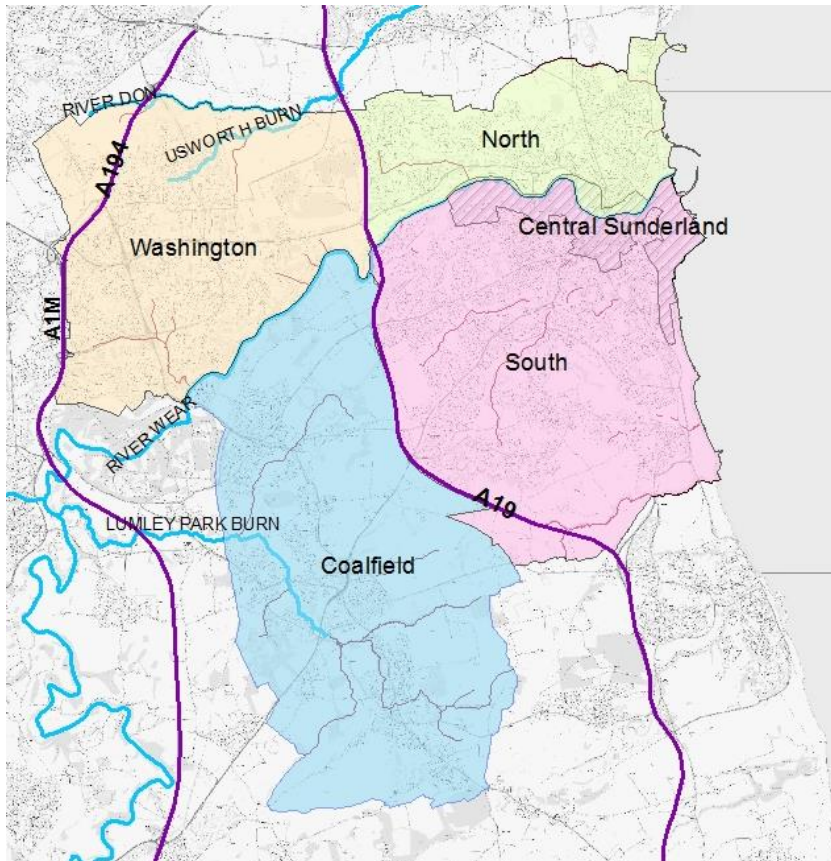 RIVER DON
USWORTH BURN
North
A194
Central Sunderland
Washington
A1M
South
RIVER WEAR
A19
LUMLEY PARK BURN
Coalfield